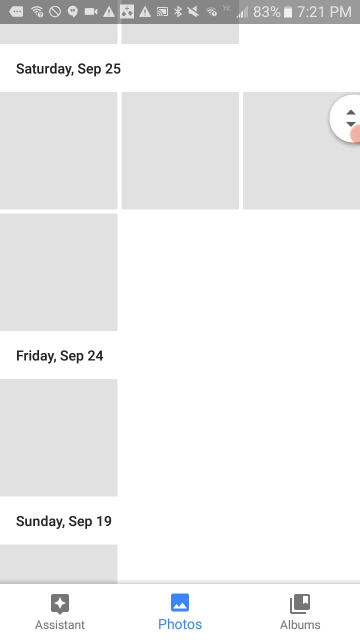 83% 7:21 PM
Saturday, Sep 25
Friday, Sep 24
Sunday, Sep 19
Assistant Photos Albums